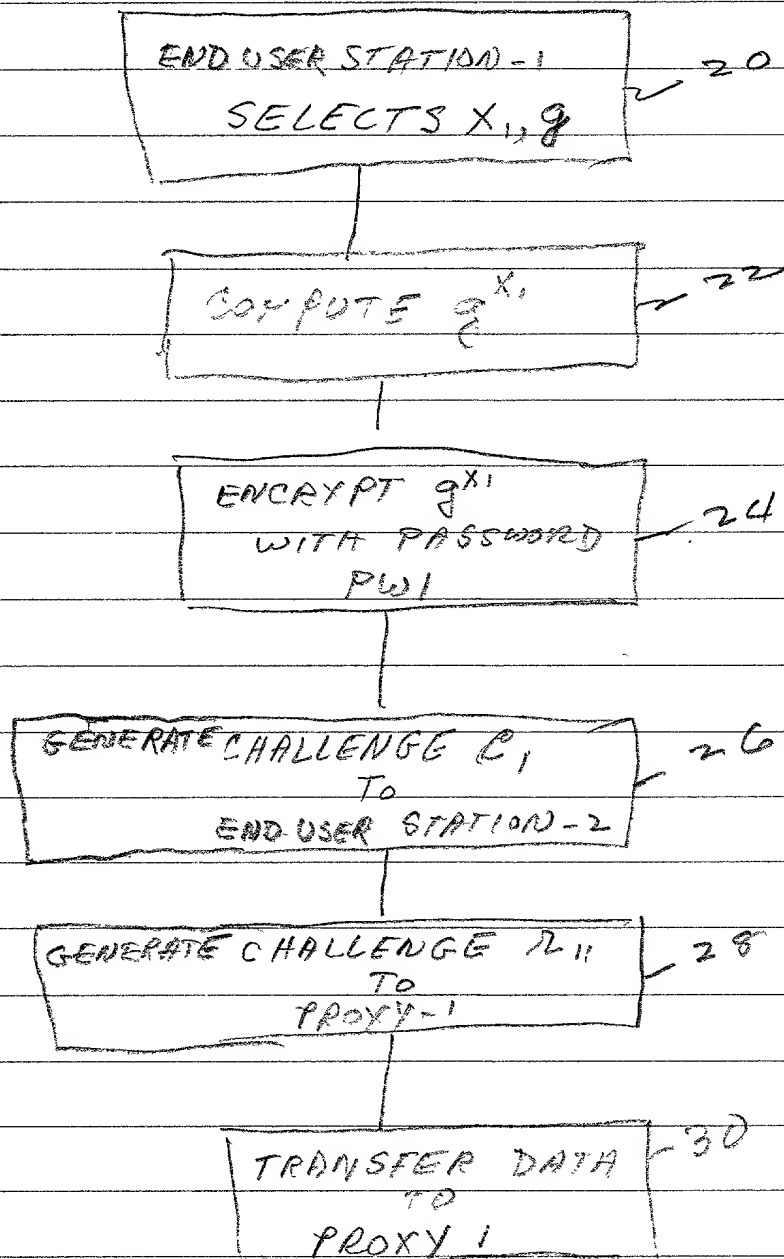 END USER STATION-1
SELECTS X₁, g
20
COMPUTE g^X₁
22
ENCRYPT g^X₁
WITH PASSWORD
PW1
24
GENERATE CHALLENGE C₁
TO
END USER STATION-2
26
GENERATE CHALLENGE r₁₁
TO
PROXY-1
28
TRANSFER DATA
TO
PROXY 1
30